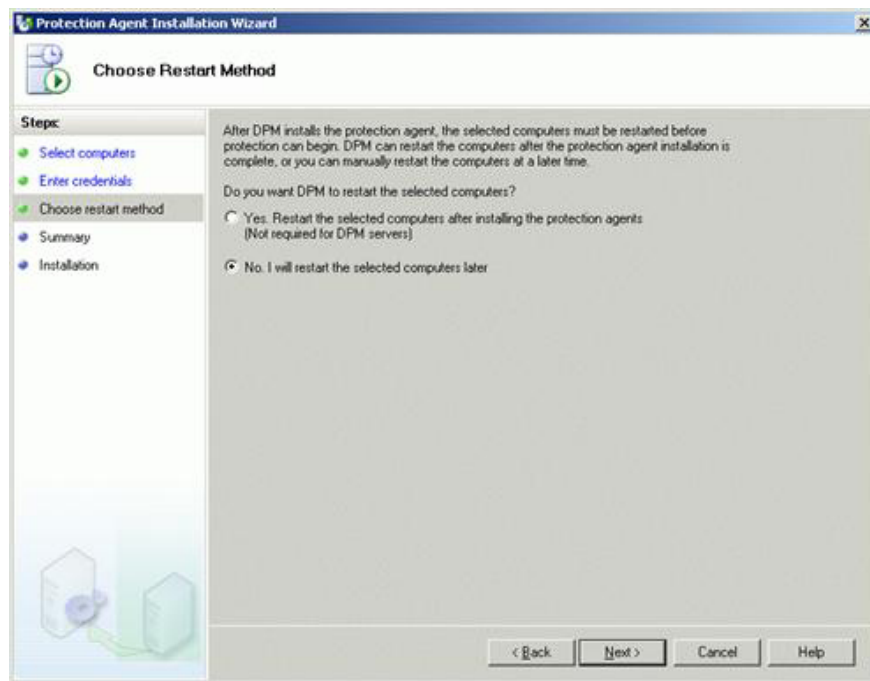 Protection Agent Installation Wizard
Choose Restart Method
Steps:
Select computers
Enter credentials
Choose restart method
Summary
Installation
After DPM installs the protection agent, the selected computers must be restarted before
protection can begin. DPM can restart the computers after the protection agent installation is
complete, or you can manually restart the computers at a later time.
Do you want DPM to restart the selected computers?
Yes. Restart the selected computers after installing the protection agents
(Not required for DPM servers)
No. I will restart the selected computers later
< Back
Next >
Cancel
Help